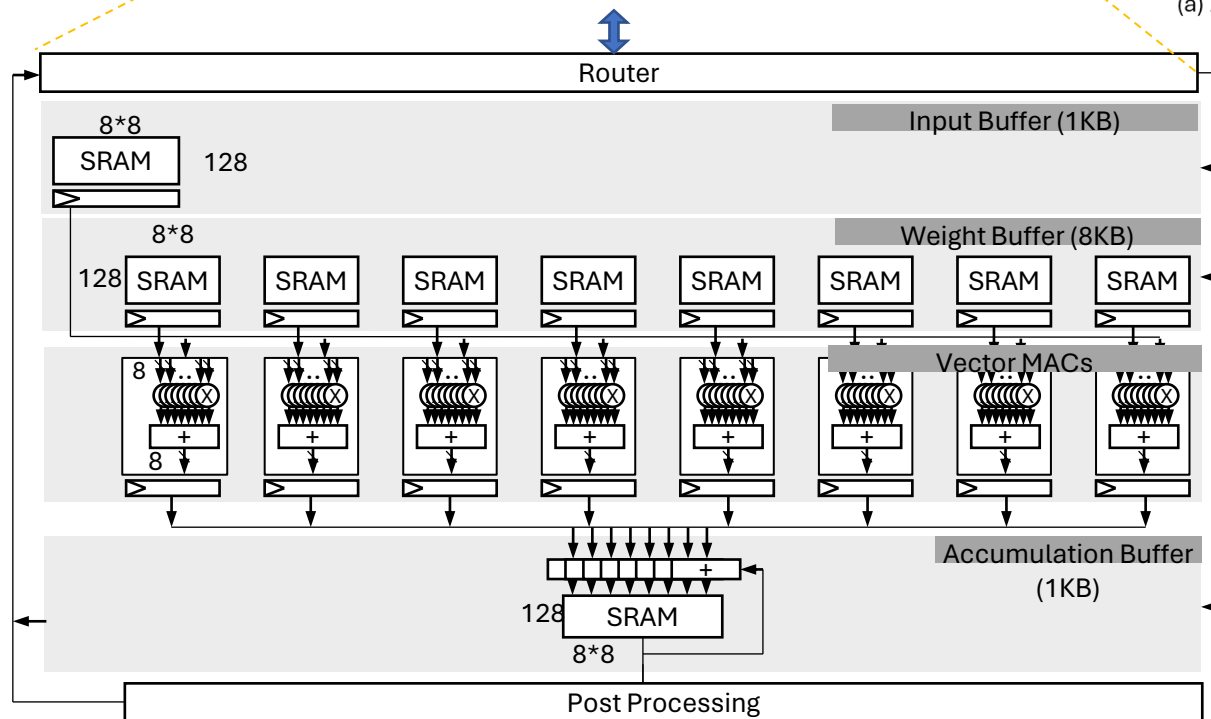 (a)
Router
Input Buffer (1KB)
8*8
SRAM
128
Weight Buffer (8KB)
8*8
128
SRAM SRAM SRAM SRAM SRAM SRAM SRAM SRAM
Vector MACs
8
.. .. .. .. .. .. .. ..
X X X X X X X X
+ + + + + + + +
8
Accumulation Buffer
(1KB)
+
128
SRAM
8*8
Post Processing